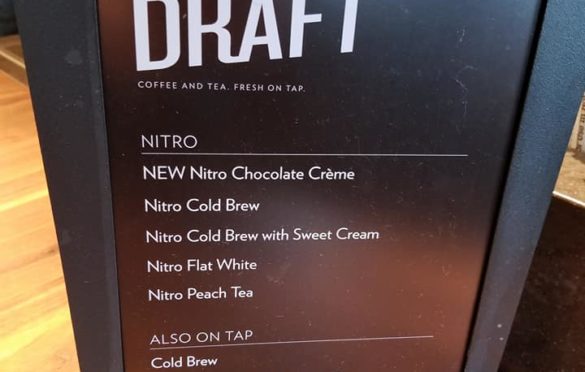 DRAFT
COFFEE AND TEA. FRESH ON TAP.
NITRO
NEW Nitro Chocolate Crème
Nitro Cold Brew
Nitro Cold Brew with Sweet Cream
Nitro Flat White
Nitro Peach Tea
ALSO ON TAP
Cold Brew